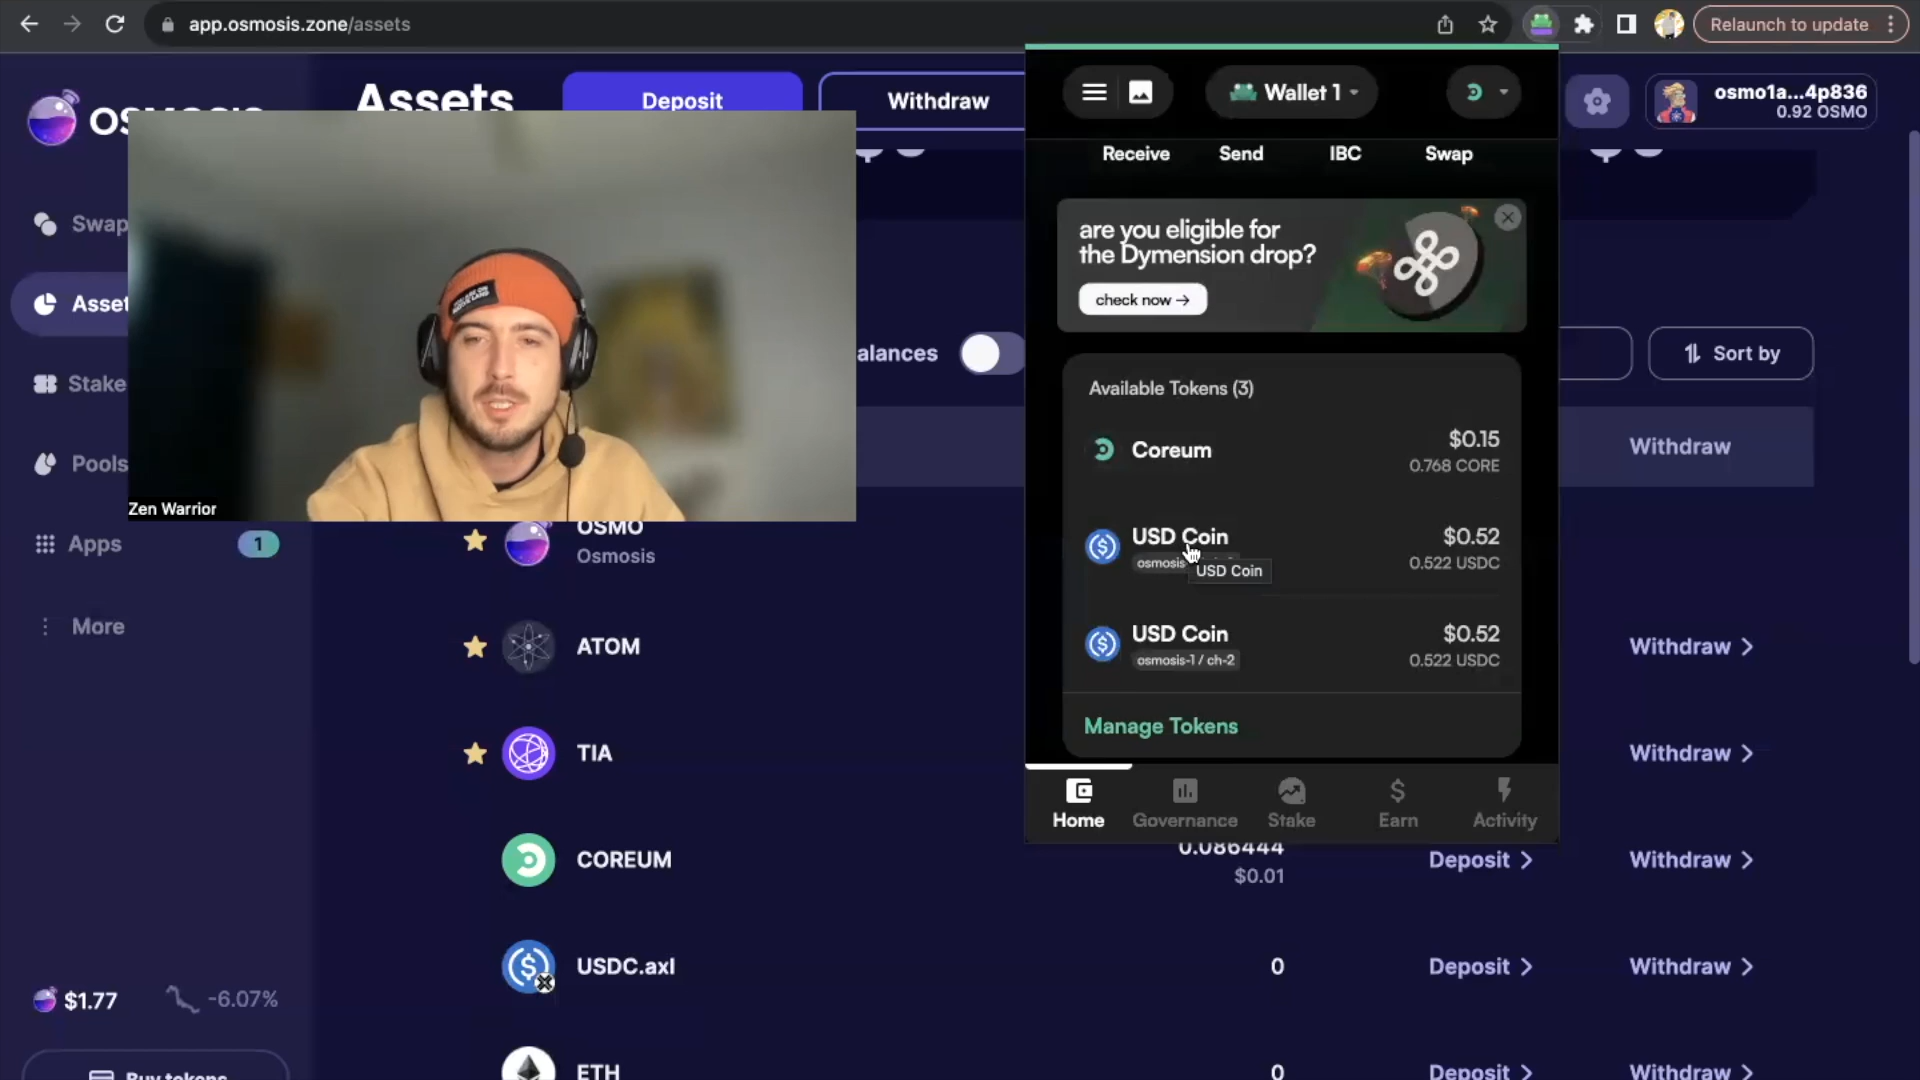 app.osmosis.zone/assets
Relaunch to update
Assets
Deposit
Withdraw
Wallet 1
osmo1a...4p836
0.92 OSMO
Receive
Send
IBC
Swap
are you eligible for
the Dymension drop?
check now →
Swap
Assets
Stake
Pools
Apps
1
More
Zen Warrior
alances
Sort by
Available Tokens (3)
Coreum
$0.15
0.768 CORE
USD Coin
$0.52
osmosis
0.522 USDC
USD Coin
USD Coin
$0.52
osmosis-1 / ch-2
0.522 USDC
Manage Tokens
Home
Governance
Stake
Earn
Activity
Withdraw
OSMO
Osmosis
ATOM
Withdraw
TIA
Withdraw
COREUM
0.086444
$0.01
Deposit
Withdraw
USDC.axl
0
Deposit
Withdraw
ETH
0
Deposit
Withdraw
$1.77
-6.07%
Buy tokens